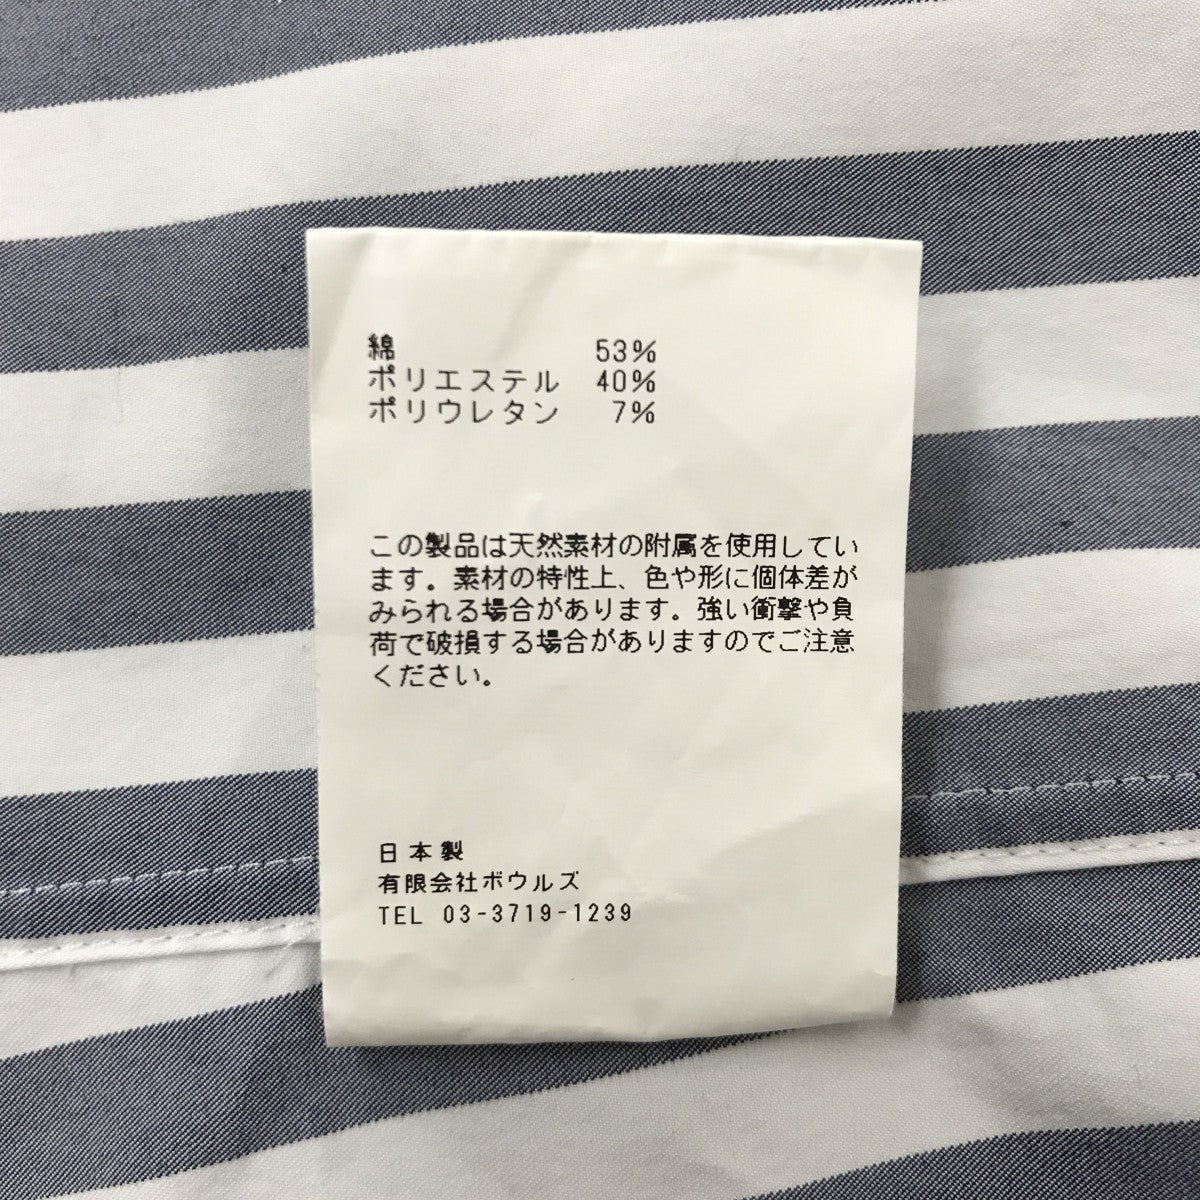 綿 53%
ポリエステル 40%
ポリウレタン 7%
この製品は天然素材の附属を使用してい
ます。素材の特性上、色や形に個体差が
みられる場合があります。強い衝撃や負
荷で破損する場合がありますのでご注意
ください。
日本製
有限会社ボウルズ
TEL 03-3719-1239